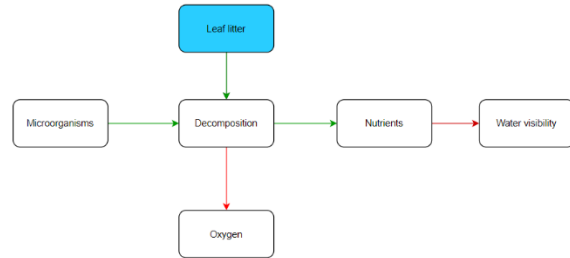 Leaf litter
Microorganisms
Decomposition
Nutrients
Water visibility
Oxygen